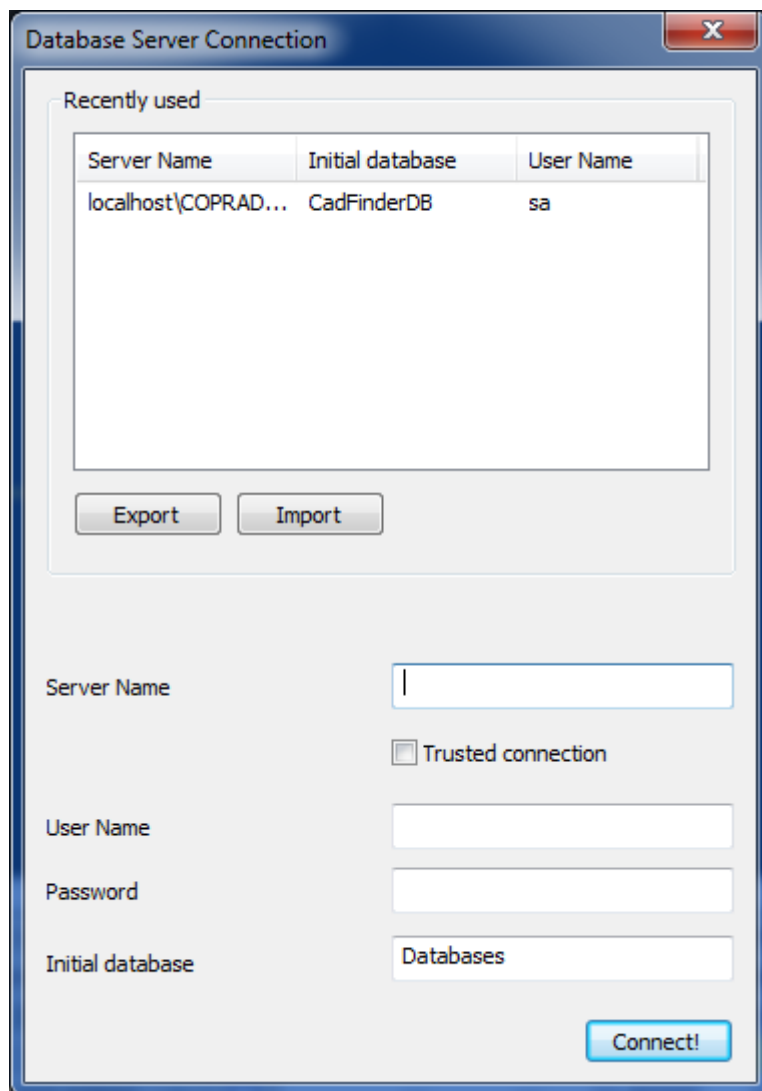 Database Server Connection
Recently used
Server Name Initial database User Name
localhost\COPRAD... CadFinderDB sa
Export Import
Server Name
Trusted connection
User Name
Password
Initial database Databases
Connect!